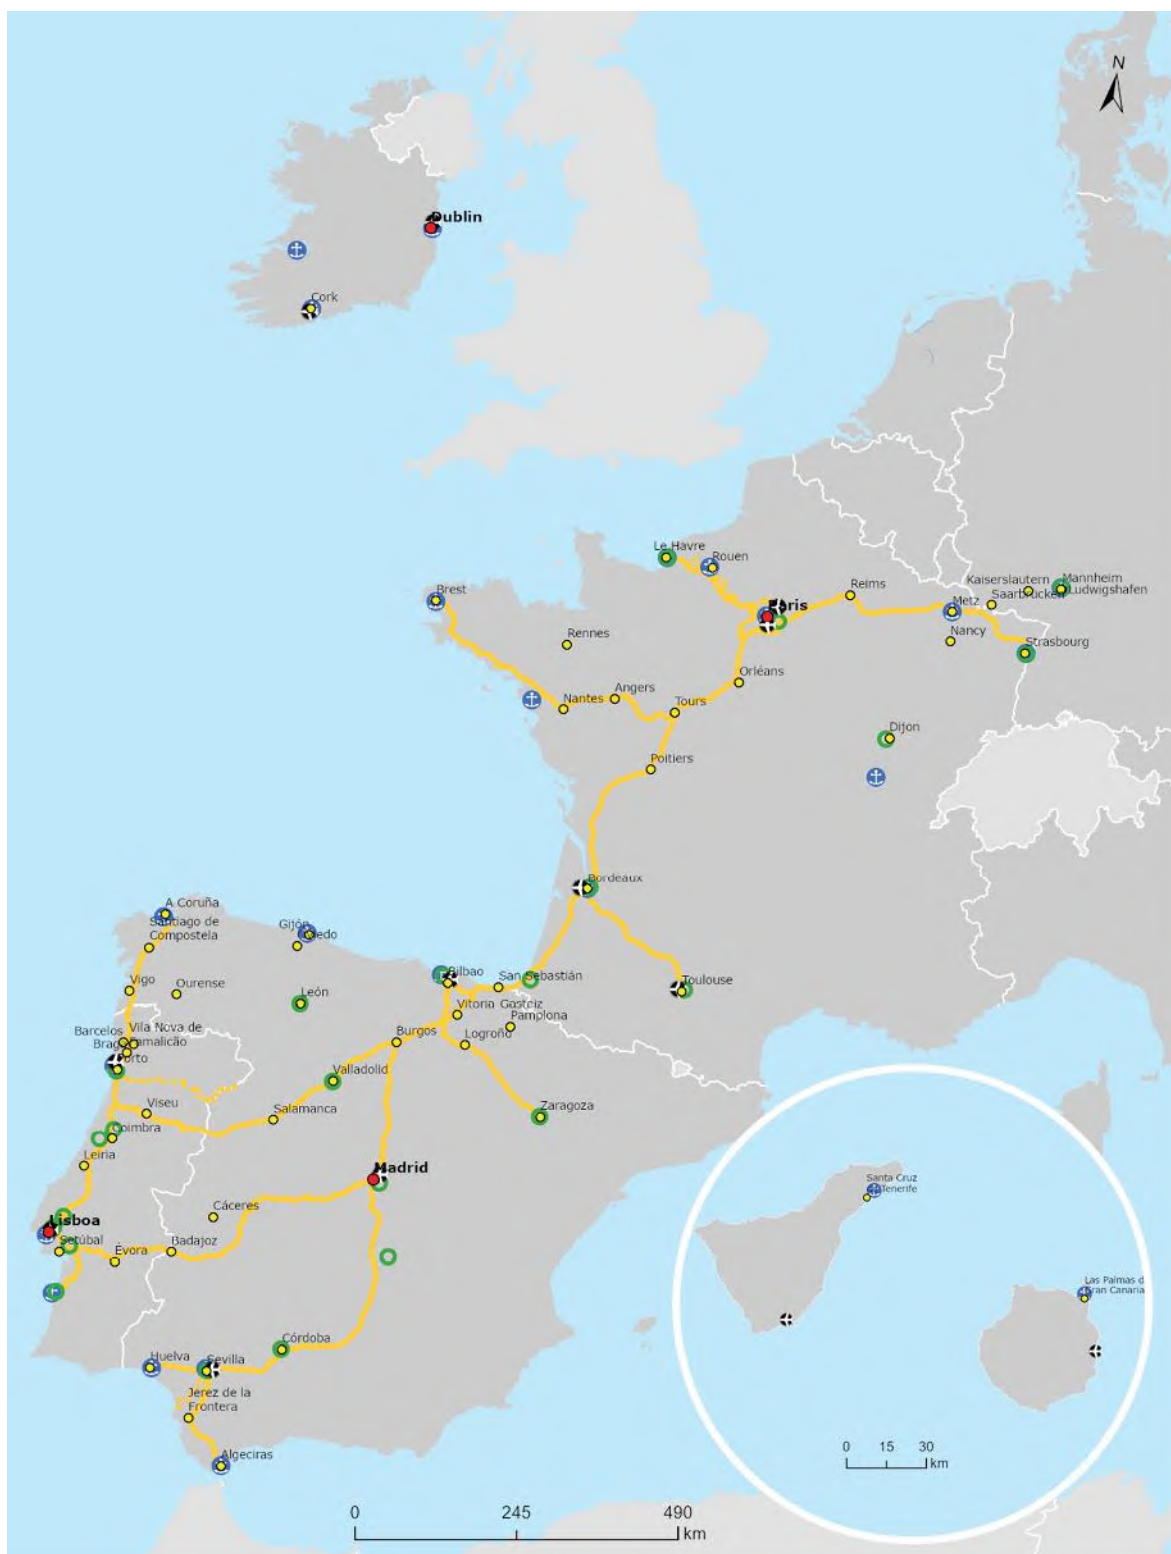 N
Dublin
Cork
Le Havre
Rouen
Brest
Reims
Kaiserslautern
Mannheim
Ludwigshafen
Saarbrücken
Metz
Paris
Rennes
Nancy
Strasbourg
Orléans
Angers
Nantes
Tours
Dijon
Poitiers
Bordeaux
A Coruña
Santiago de
Compostela
Gijón
Oviedo
Bilbao
San Sebastián
Toulouse
Vigo
Ourense
León
Vitoria Gasteiz
Pamplona
Barcelos
Vila Nova de
Famalicão
Braga
Burgos
Logroño
Porto
Valladolid
Viseu
Salamanca
Zaragoza
Coimbra
Leiria
Madrid
Santa Cruz
Tenerife
Cáceres
Lisboa
Setúbal
Évora
Badajoz
Las Palmas d
Gran Canaria
Córdoba
Huelva
Sevilla
Jerez de la
Frontera
Algeciras
0 15 30
km
0 245 490
km